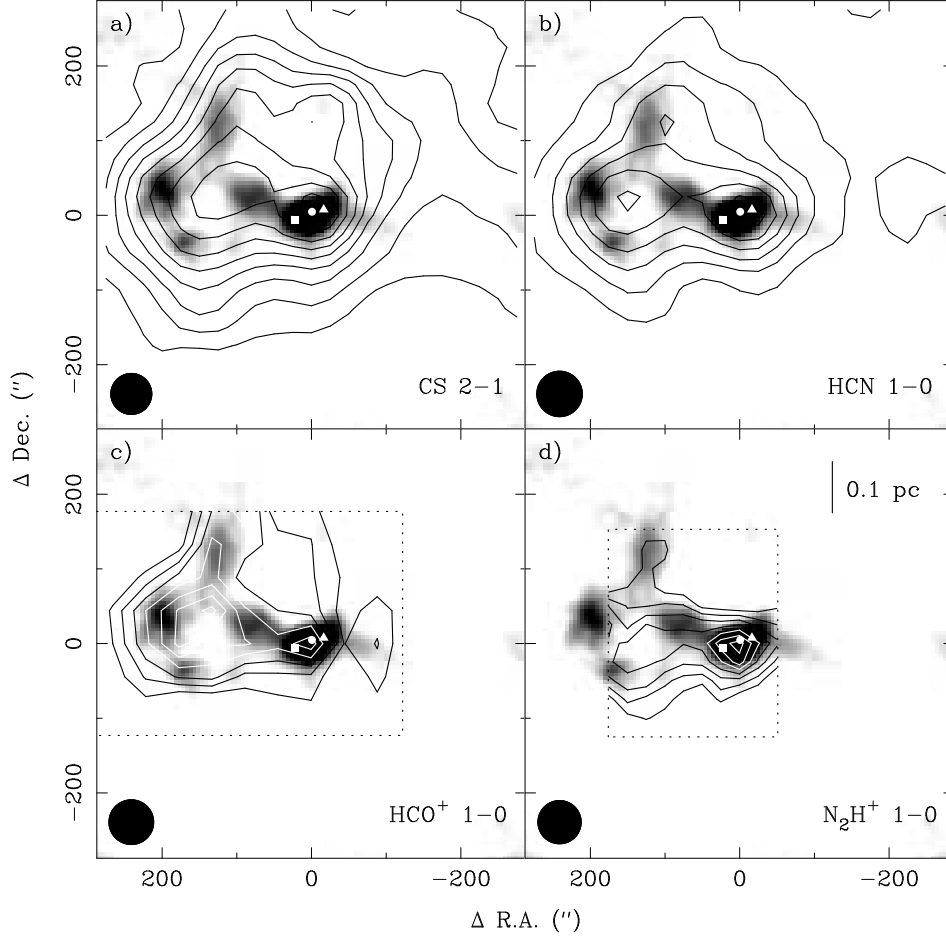 a)
b)
200
0
−200
CS 2−1
HCN 1−0
Δ Dec. (″)
c)
d)
200
0.1 pc
0
−200
HCO⁺ 1−0
N₂H⁺ 1−0
200 0 −200
200 0 −200
Δ R.A. (″)